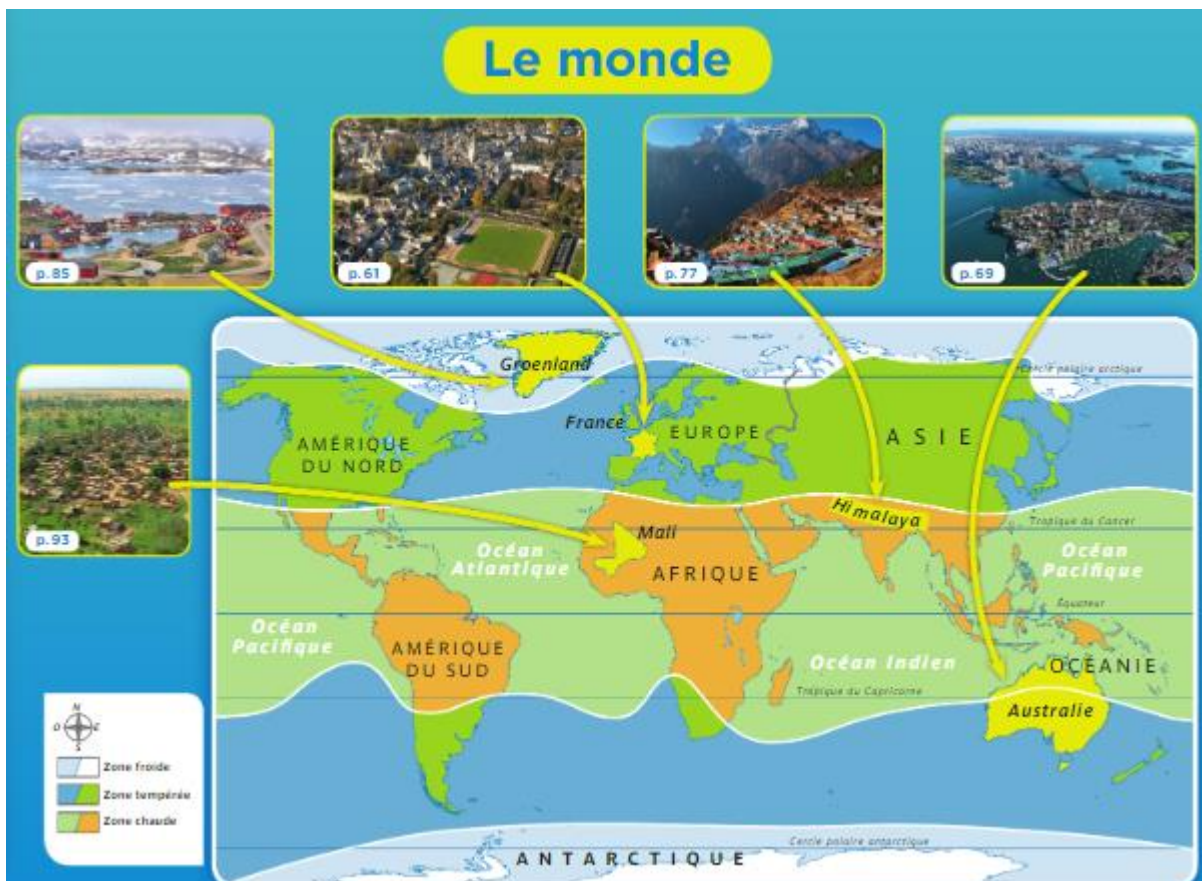 Le monde
p.85
p.61
p.77
p.69
p.93
Groenland
Cercle polaire arctique
France
EUROPE
ASIE
AMÉRIQUE
DU NORD
Himalaya
Tropique du Cancer
Mali
Océan
Atlantique
AFRIQUE
Océan
Pacifique
Équateur
Océan
Pacifique
AMÉRIQUE
DU SUD
Océan Indien
OCÉANIE
Tropique du Capricorne
Australie
N
O
E
S
Zone froide
Zone tempérée
Zone chaude
Cercle polaire antarctique
ANTARCTIQUE